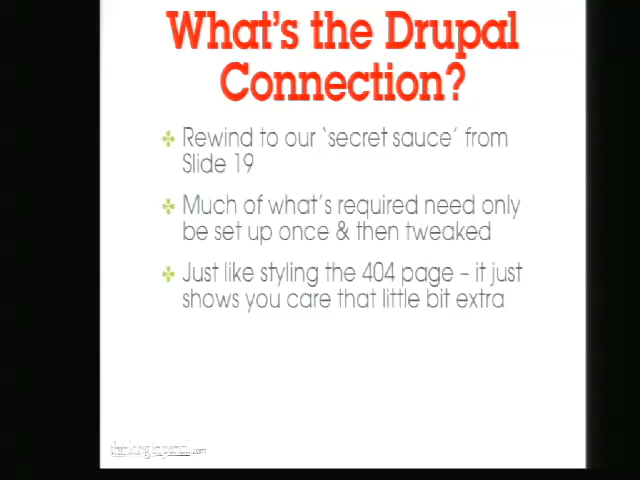 What's the Drupal
Connection?
Rewind to our 'secret sauce' from
Slide 19
Much of what's required need only
be set up once & then tweaked
Just like styling the 404 page – it just
shows you care that little bit extra